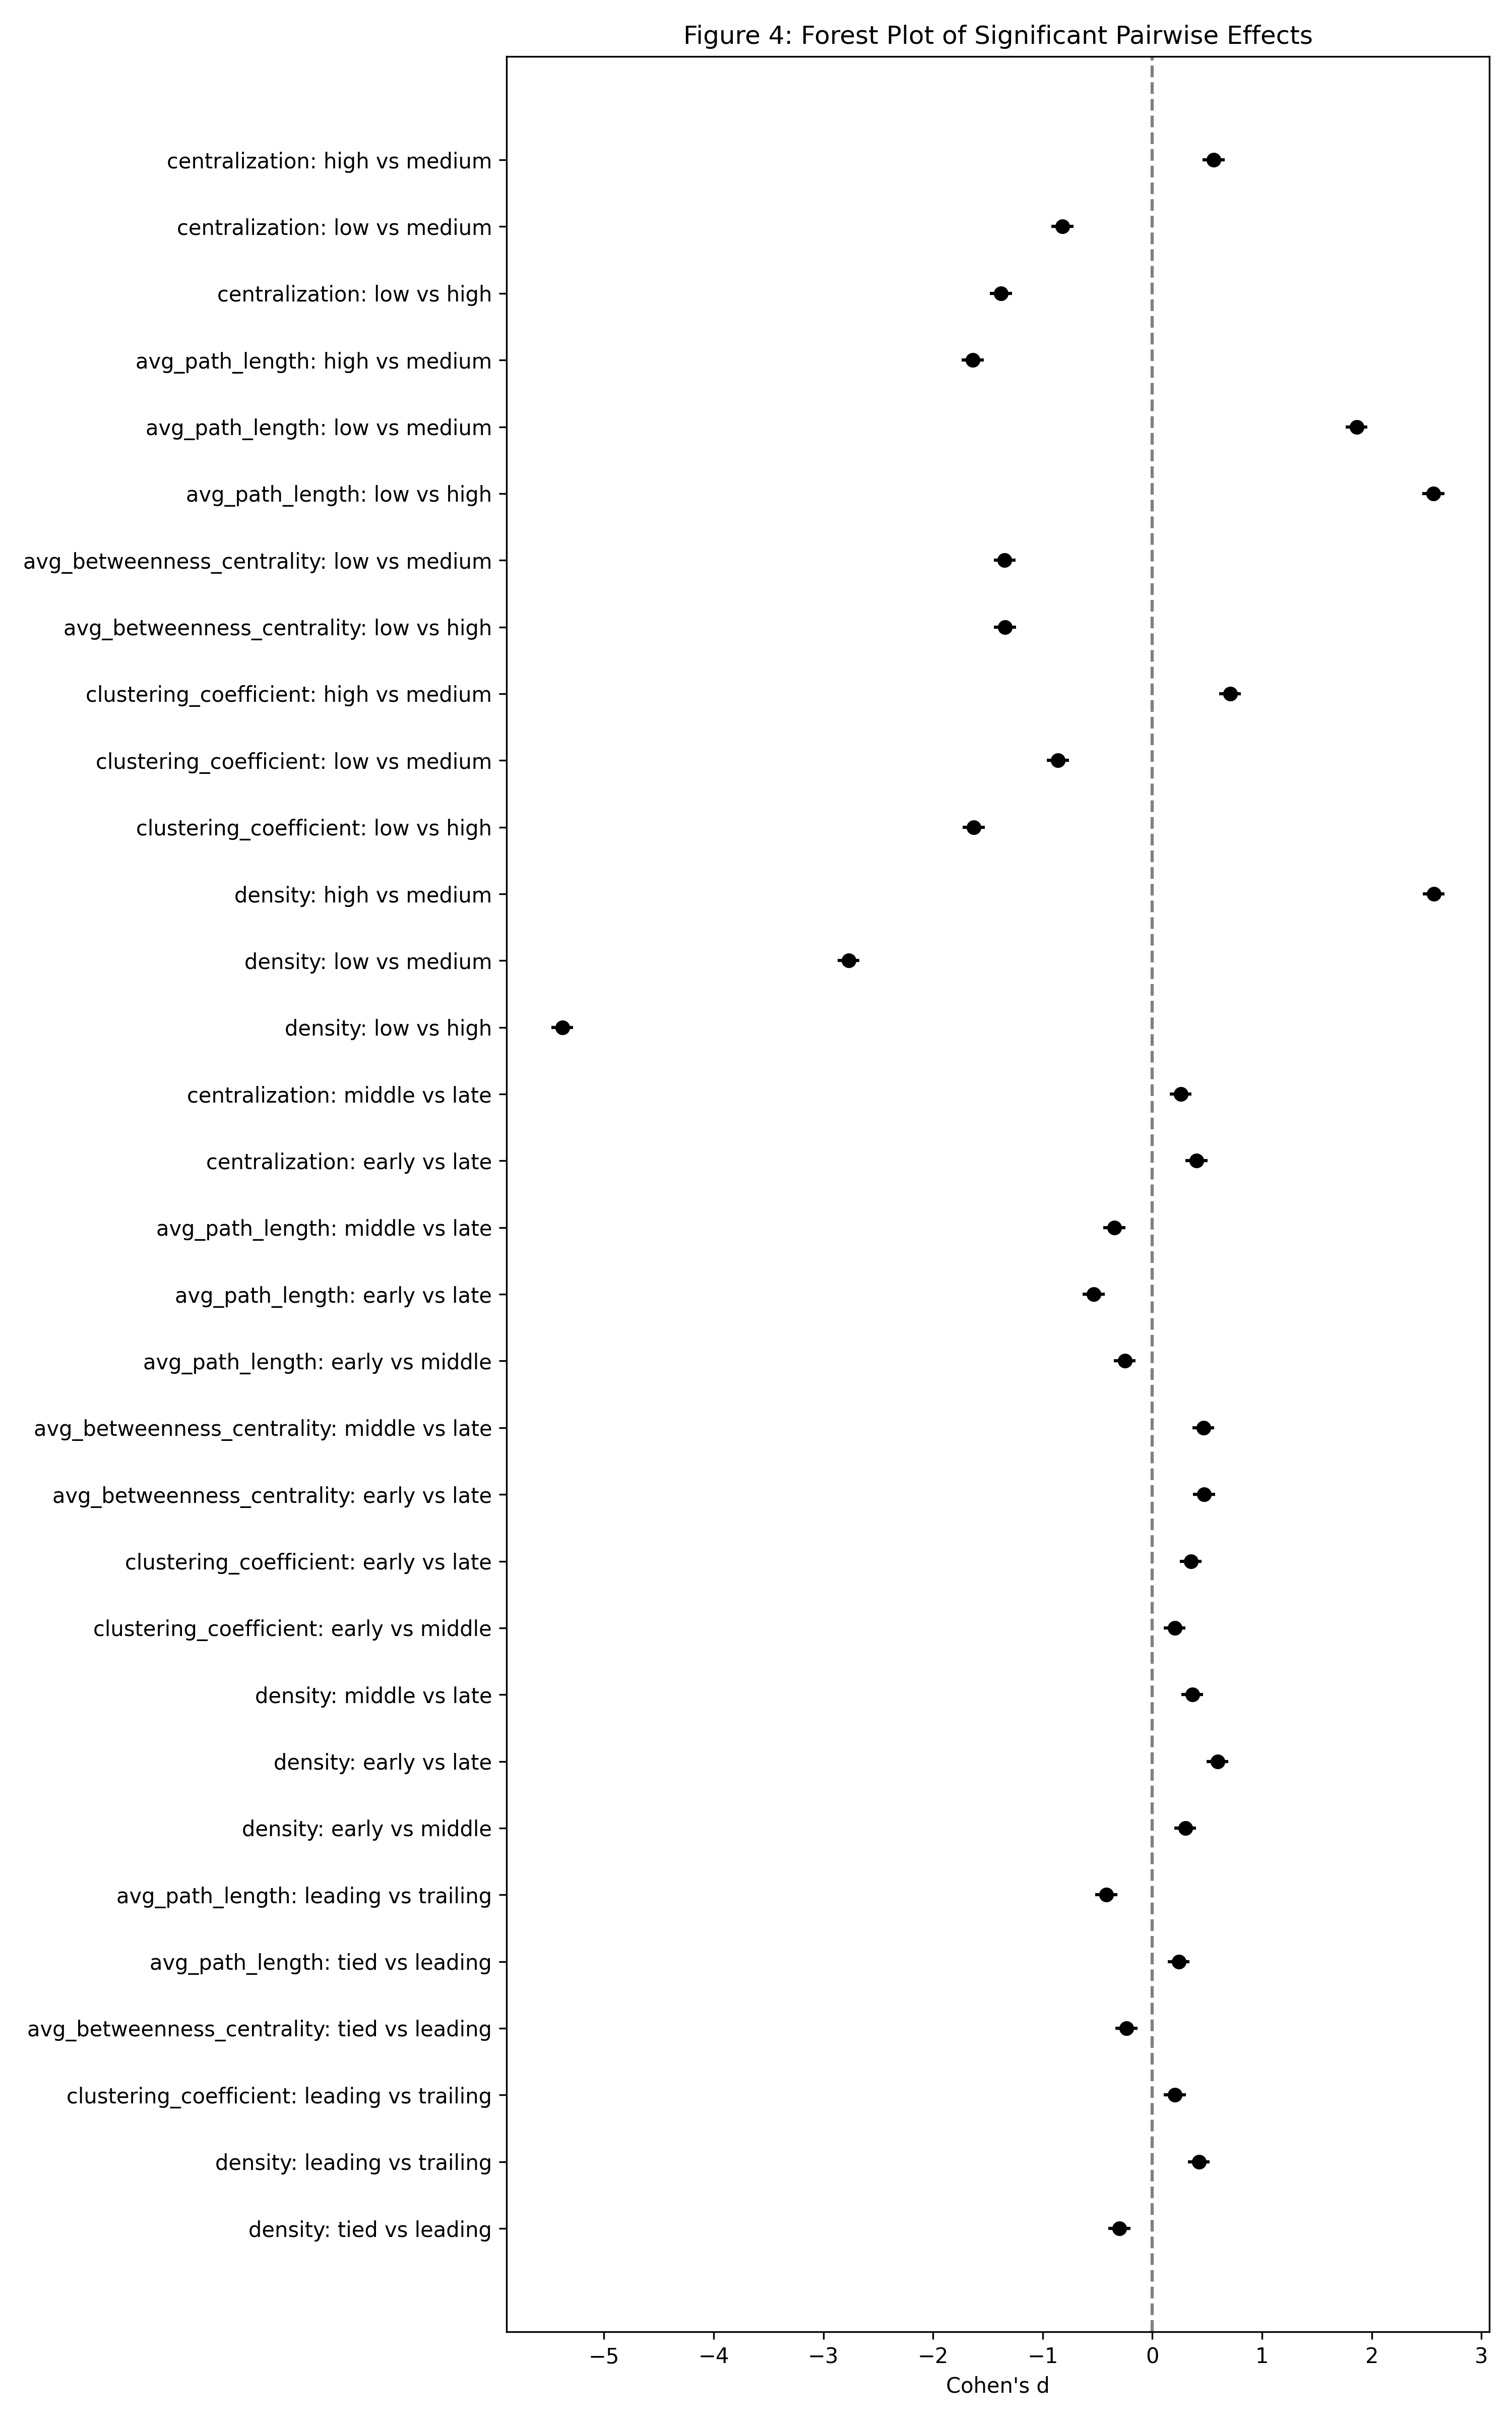 Figure 4: Forest Plot of Significant Pairwise Effects
centralization: high vs medium
centralization: low vs medium
centralization: low vs high
avg_path_length: high vs medium
avg_path_length: low vs medium
avg_path_length: low vs high
avg_betweenness_centrality: low vs medium
avg_betweenness_centrality: low vs high
clustering_coefficient: high vs medium
clustering_coefficient: low vs medium
clustering_coefficient: low vs high
density: high vs medium
density: low vs medium
density: low vs high
centralization: middle vs late
centralization: early vs late
avg_path_length: middle vs late
avg_path_length: early vs late
avg_path_length: early vs middle
avg_betweenness_centrality: middle vs late
avg_betweenness_centrality: early vs late
clustering_coefficient: early vs late
clustering_coefficient: early vs middle
density: middle vs late
density: early vs late
density: early vs middle
avg_path_length: leading vs trailing
avg_path_length: tied vs leading
avg_betweenness_centrality: tied vs leading
clustering_coefficient: leading vs trailing
density: leading vs trailing
density: tied vs leading
−5 −4 −3 −2 −1 0 1 2 3
Cohen's d